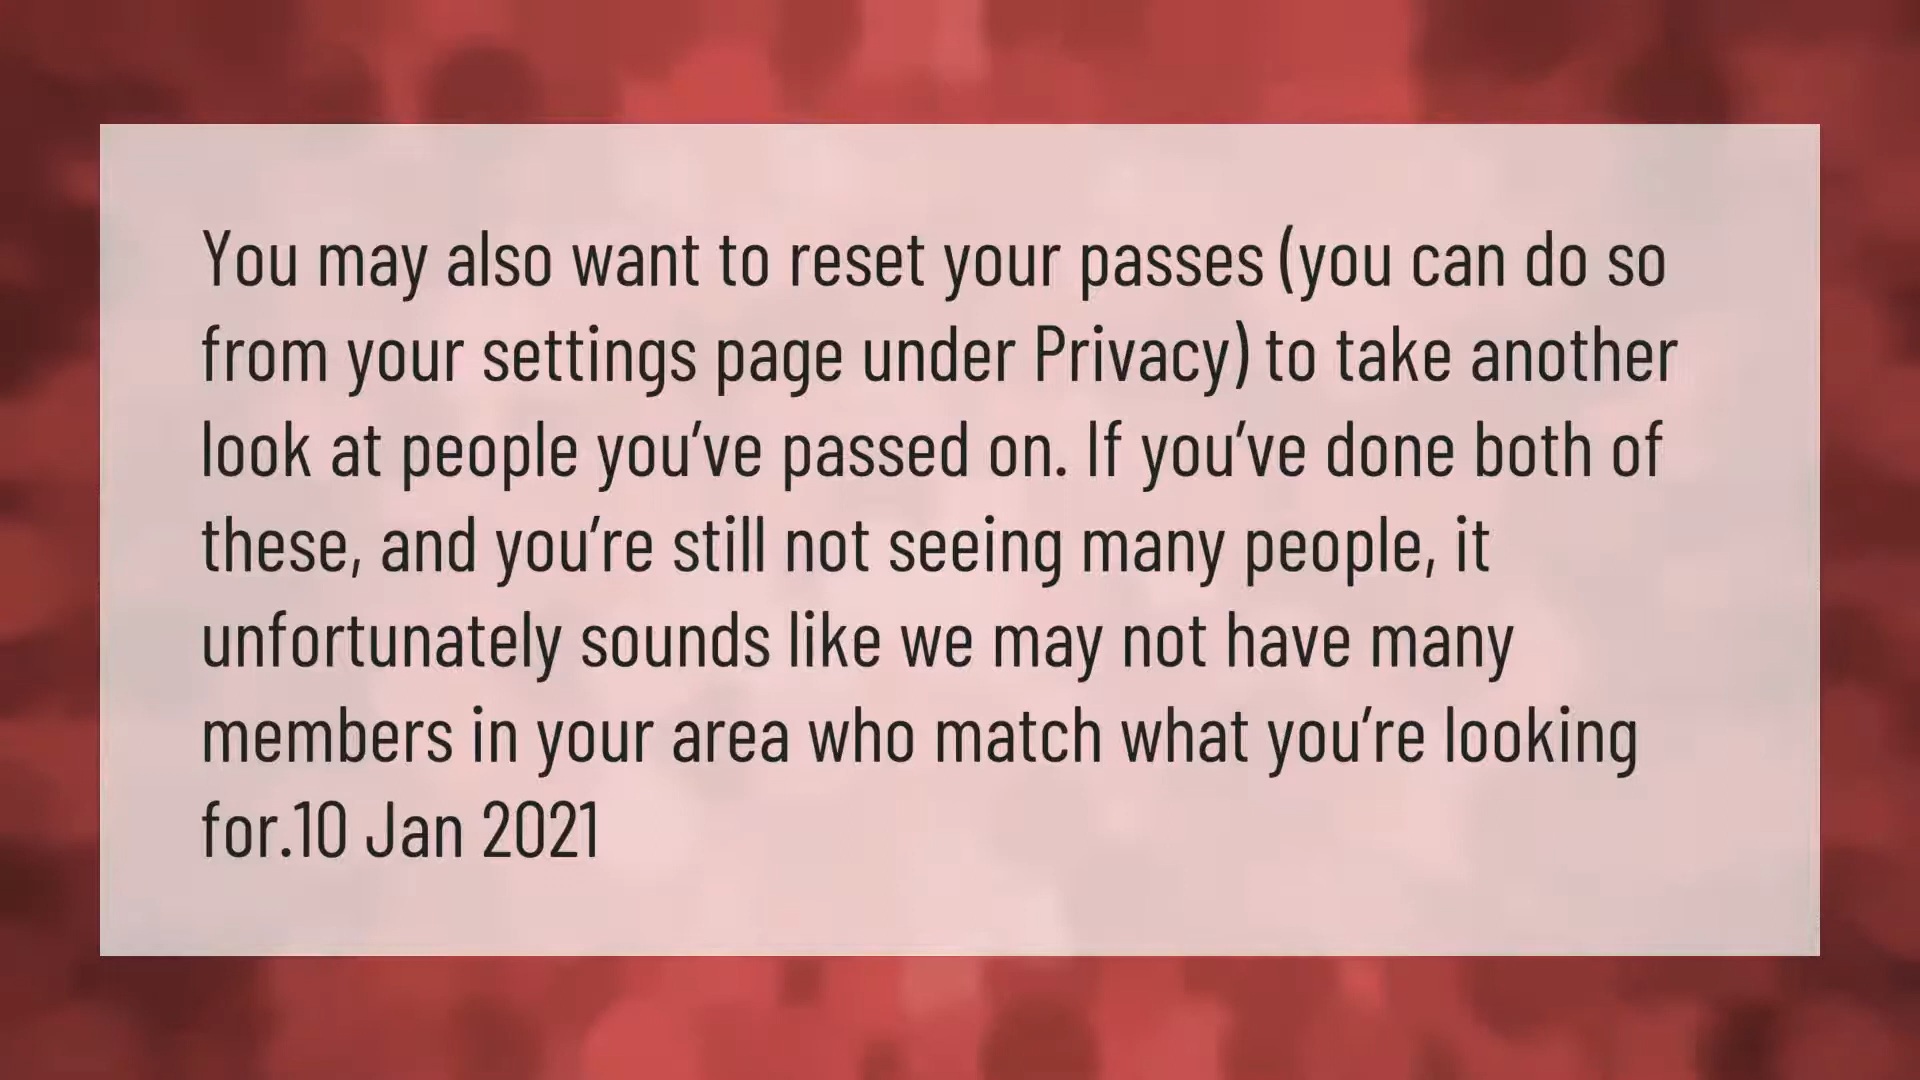 You may also want to reset your passes (you can do so
from your settings page under Privacy) to take another
look at people you’ve passed on. If you’ve done both of
these, and you’re still not seeing many people, it
unfortunately sounds like we may not have many
members in your area who match what you’re looking
for.10 Jan 2021